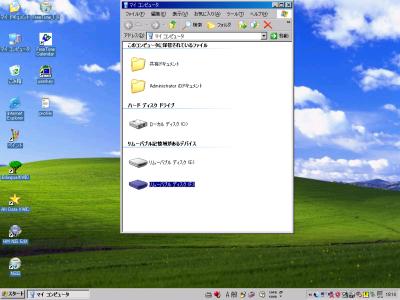 マイ コンピュータ
ファイル(F) 編集(E) 表示(V) お気に入り(A) ツール(T) ヘルプ(H)
検索 フォルダ
アドレス(D) マイ コンピュータ 移動
このコンピュータに保存されているファイル
共有ドキュメント
Administrator のドキュメント
ハード ディスク ドライブ
ローカル ディスク (C:)
リムーバブル記憶域があるデバイス
リムーバブル ディスク (E:)
リムーバブル ディスク (F:)
マイ ドキュメント
マイ コンピュータ
FreeTime
Calendar
ごみ箱
Internet
Explorer
profile
ペイント
スタート
マイ コンピュータ
A 般